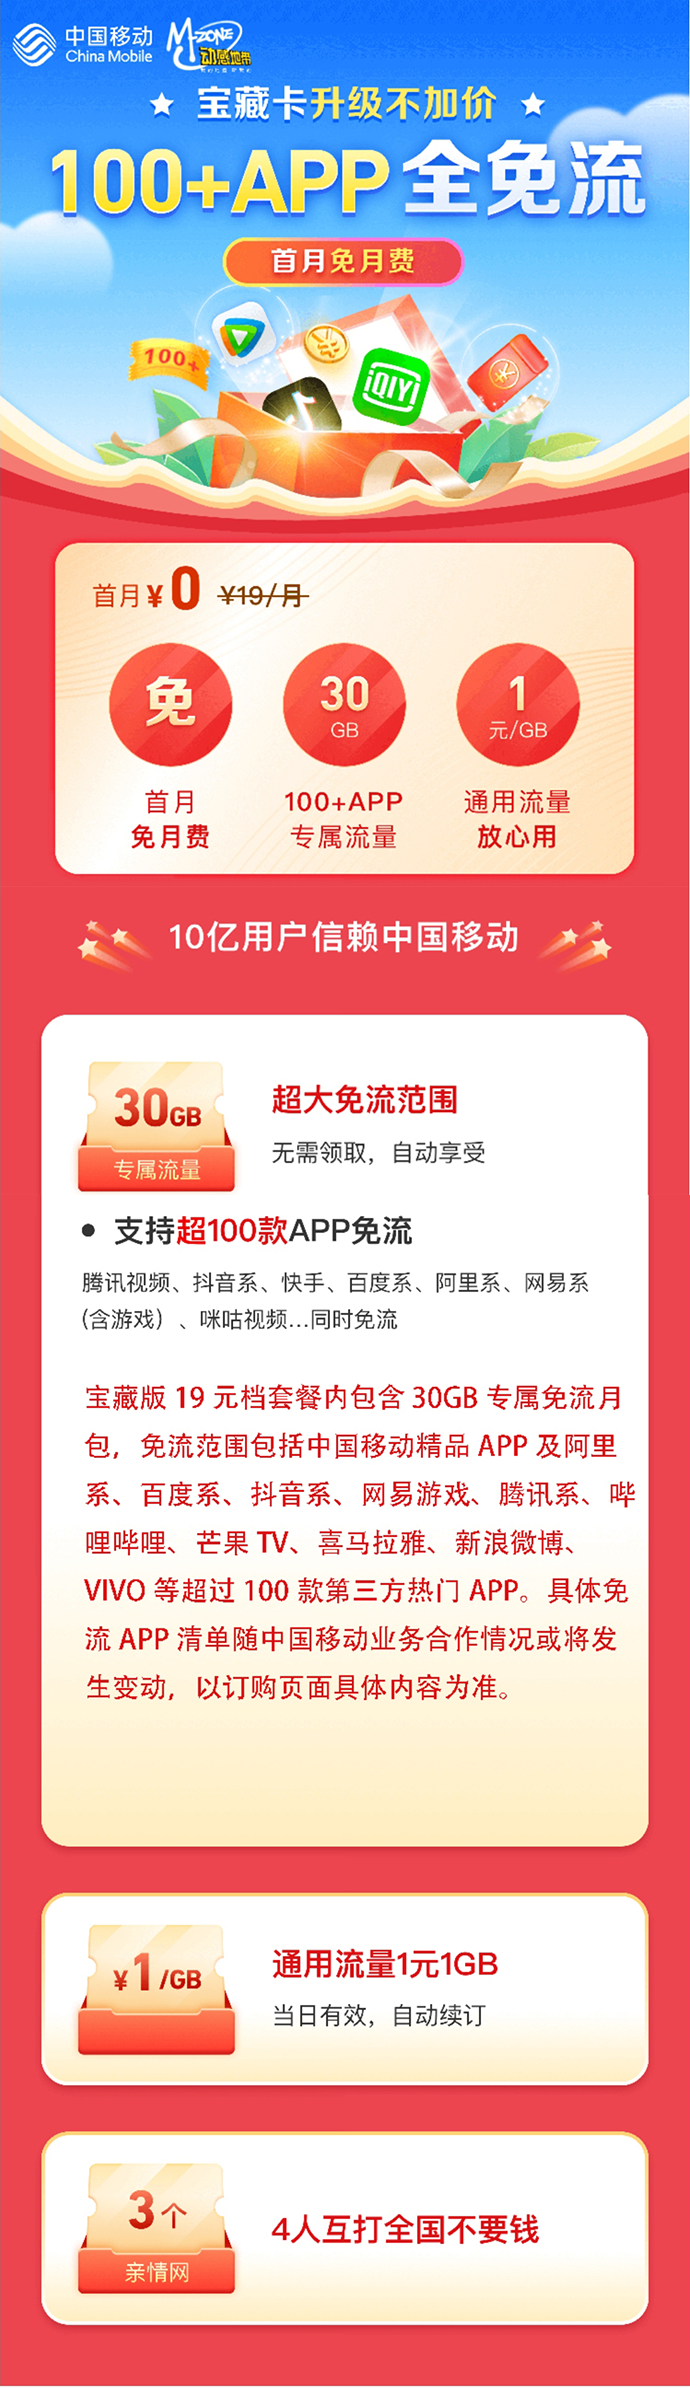 中国移动
China Mobile
M-ZONE
动感地带
宝藏卡升级不加价
100+APP全免流
首月免月费
100+
iQIYI
首月¥0 ¥19/月
免
首月
免月费
30
GB
100+APP
专属流量
1
元/GB
通用流量
放心用
10亿用户信赖中国移动
30GB
专属流量
超大免流范围
无需领取，自动享受
● 支持超100款APP免流
腾讯视频、抖音系、快手、百度系、阿里系、网易系
(含游戏）、咪咕视频...同时免流
宝藏版 19 元档套餐内包含 30GB 专属免流月
包，免流范围包括中国移动精品 APP 及阿里
系、百度系、抖音系、网易游戏、腾讯系、哔
哩哔哩、芒果 TV、喜马拉雅、新浪微博、
VIVO 等超过 100 款第三方热门 APP。具体免
流 APP 清单随中国移动业务合作情况或将发
生变动，以订购页面具体内容为准。
¥1/GB
通用流量1元1GB
当日有效，自动续订
3个
亲情网
4人互打全国不要钱